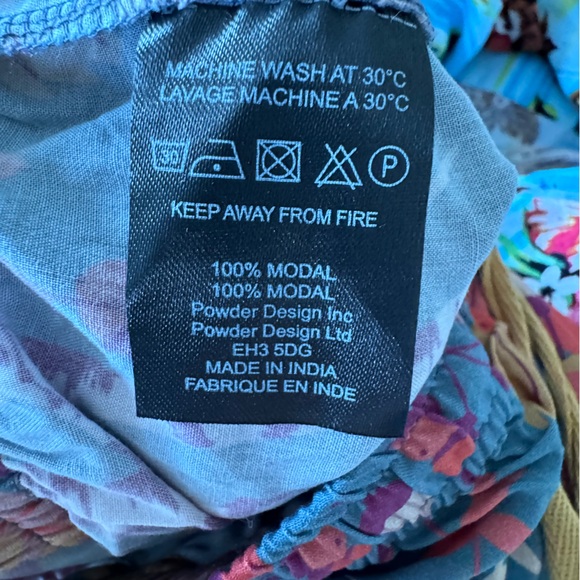 MACHINE WASH AT 30°C
LAVAGE MACHINE A 30°C
30 P
KEEP AWAY FROM FIRE
100% MODAL
100% MODAL
Powder Design Inc
Powder Design Ltd
EH3 5DG
MADE IN INDIA
FABRIQUE EN INDE